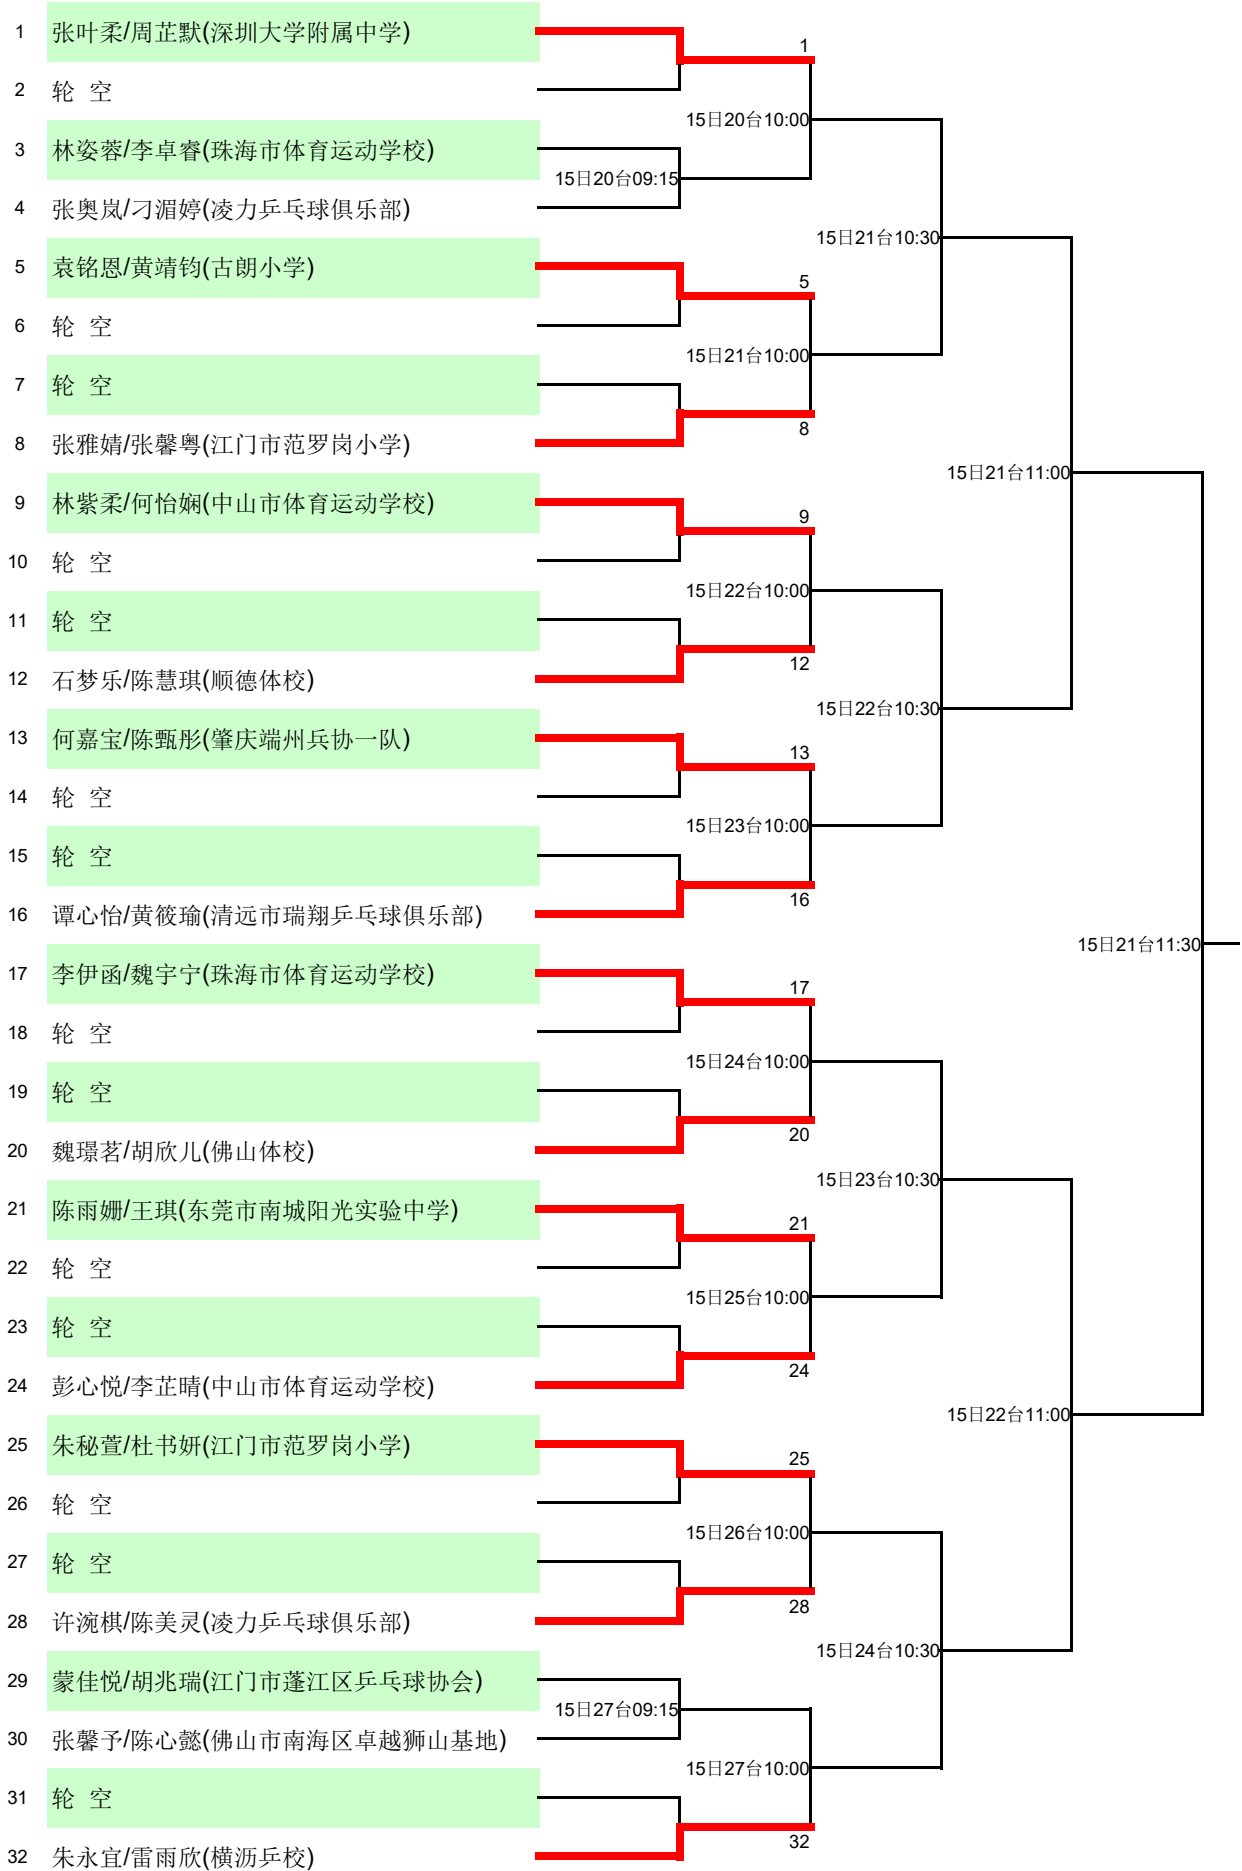 1 张叶柔/周芷默(深圳大学附属中学)
1
2 轮 空
15日20台10:00
3 林姿蓉/李卓睿(珠海市体育运动学校)
15日20台09:15
4 张奥岚/刁湄婷(凌力乒乓球俱乐部)
15日21台10:30
5 袁铭恩/黄靖钧(古朗小学)
5
6 轮 空
15日21台10:00
7 轮 空
8
8 张雅婧/张馨粤(江门市范罗岗小学)
15日21台11:00
9 林紫柔/何怡娴(中山市体育运动学校)
9
10 轮 空
15日22台10:00
11 轮 空
12
12 石梦乐/陈慧琪(顺德体校)
15日22台10:30
13 何嘉宝/陈甄彤(肇庆端州兵协一队)
13
14 轮 空
15日23台10:00
15 轮 空
16
16 谭心怡/黄筱瑜(清远市瑞翔乒乓球俱乐部)
15日21台11:30
17 李伊函/魏宇宁(珠海市体育运动学校)
17
18 轮 空
15日24台10:00
19 轮 空
20
20 魏璟茗/胡欣儿(佛山体校)
15日23台10:30
21 陈雨姗/王琪(东莞市南城阳光实验中学)
21
22 轮 空
15日25台10:00
23 轮 空
24
24 彭心悦/李芷晴(中山市体育运动学校)
15日22台11:00
25 朱秘萱/杜书妍(江门市范罗岗小学)
25
26 轮 空
15日26台10:00
27 轮 空
28
28 许涴棋/陈美灵(凌力乒乓球俱乐部)
15日24台10:30
29 蒙佳悦/胡兆瑞(江门市蓬江区乒乓球协会)
15日27台09:15
30 张馨予/陈心懿(佛山市南海区卓越狮山基地)
15日27台10:00
31 轮 空
32
32 朱永宜/雷雨欣(横沥乒校)